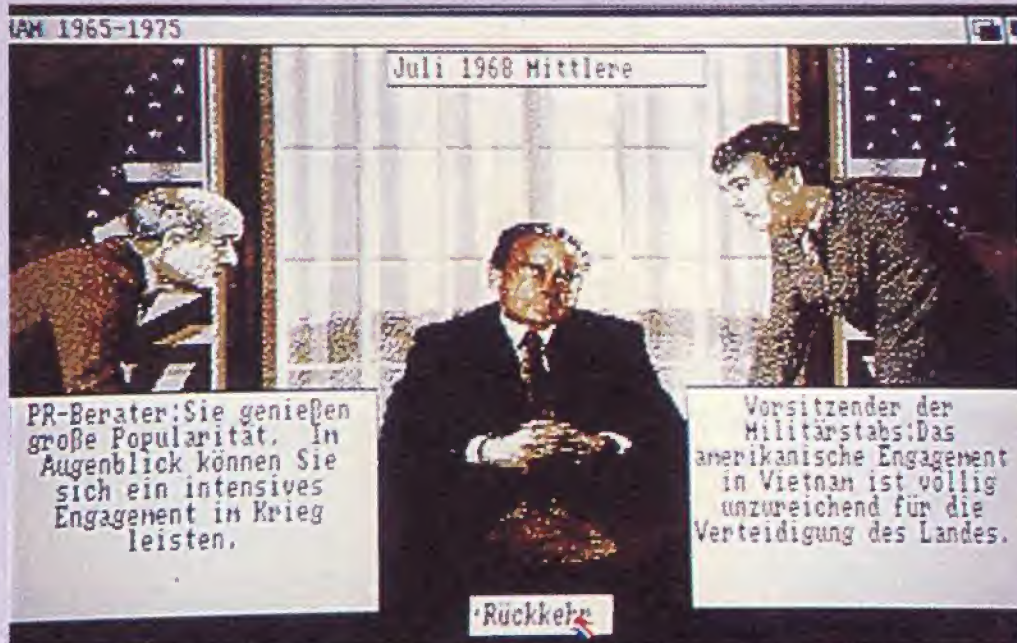 NAM 1965-1975
Juli 1968 Mittlere
PR-Berater:Sie genießen
große Popularität. Im
Augenblick können Sie
sich ein intensives
Engagement im Krieg
leisten.
Vorsitzender der
Militärstabs:Das
amerikanische Engagement
in Vietnam ist völlig
unzureichend für die
Verteidigung des Landes.
Rückkehr